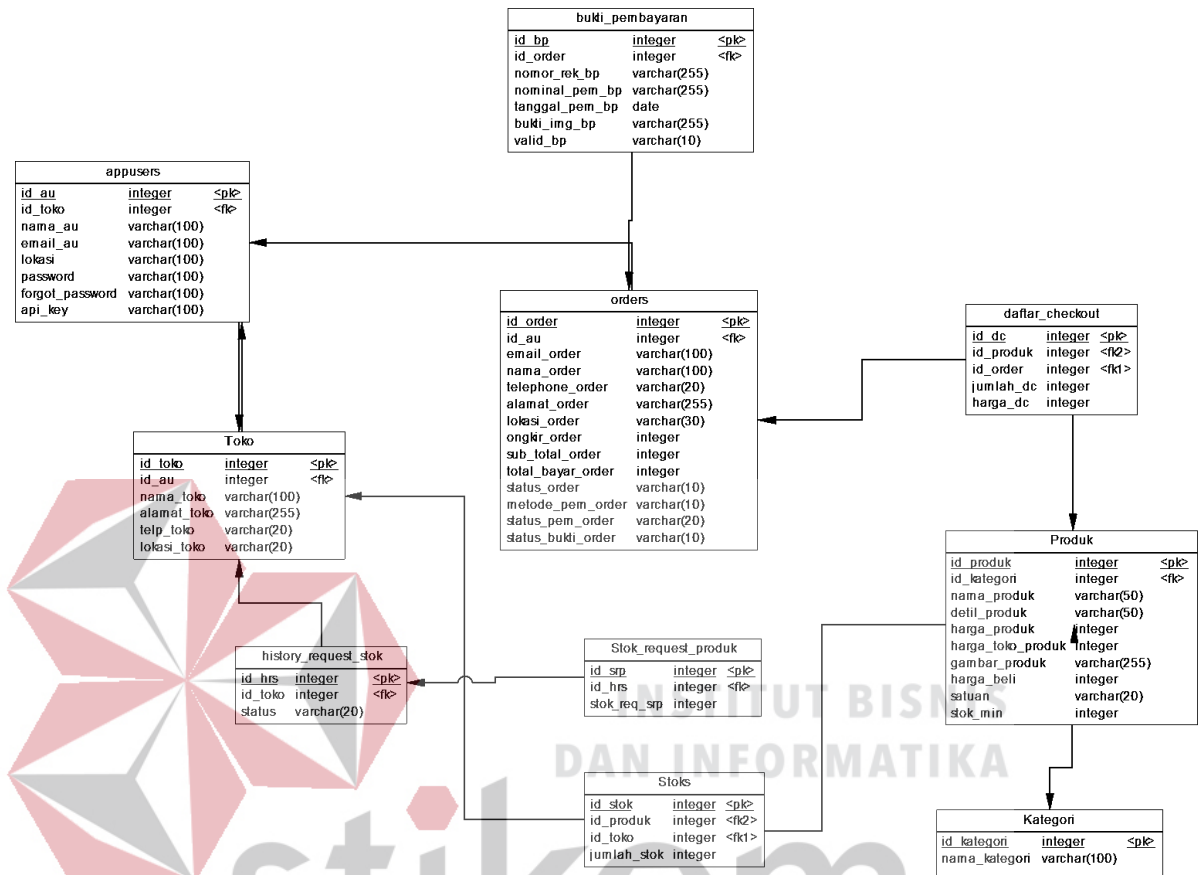 bukti_pembayaran
id_bp integer <pk>
id_order integer <fk>
nomor_rek_bp varchar(255)
nominal_pem_bp varchar(255)
tanggal_pem_bp date
bukti_img_bp varchar(255)
valid_bp varchar(10)
appusers
id_au integer <pk>
id_toko integer <fk>
nama_au varchar(100)
email_au varchar(100)
lokasi varchar(100)
password varchar(100)
forgot_password varchar(100)
api_key varchar(100)
orders
id_order integer <pk>
id_au integer <fk>
email_order varchar(100)
nama_order varchar(100)
telephone_order varchar(20)
alamat_order varchar(255)
lokasi_order varchar(30)
ongkir_order integer
sub_total_order integer
total_bayar_order integer
status_order varchar(10)
metode_pem_order varchar(10)
status_pem_order varchar(20)
status_bukti_order varchar(10)
daftar_checkout
id_dc integer <pk>
id_produk integer <fk2>
id_order integer <fk1>
jumlah_dc integer
harga_dc integer
Toko
id_toko integer <pk>
id_au integer <fk>
nama_toko varchar(100)
alamat_toko varchar(255)
telp_toko varchar(20)
lokasi_toko varchar(20)
Produk
id_produk integer <pk>
id_kategori integer <fk>
nama_produk varchar(50)
detil_produk varchar(50)
harga_produk integer
harga_toko_produk integer
gambar_produk varchar(255)
harga_beli integer
satuan varchar(20)
stok_min integer
history_request_stok
id_hrs integer <pk>
id_toko integer <fk>
status varchar(20)
Stok_request_produk
id_srp integer <pk>
id_hrs integer <fk>
stok_req_srp integer
INSTITUT BISNIS
DAN INFORMATIKA
Stoks
id_stok integer <pk>
id_produk integer <fk2>
id_toko integer <fk1>
jumlah_stok integer
Kategori
id_kategori integer <pk>
nama_kategori varchar(100)
stikom